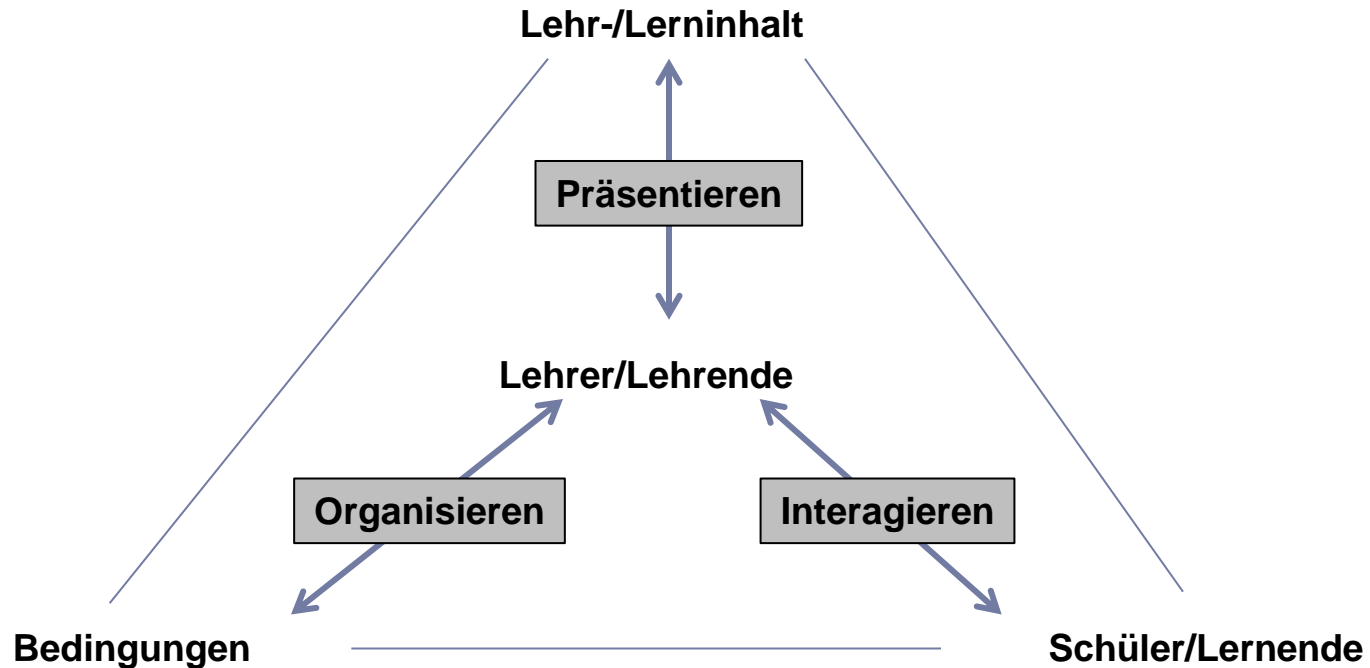 Lehr-/Lerninhalt
Präsentieren
Lehrer/Lehrende
Organisieren
Interagieren
Bedingungen
Schüler/Lernende